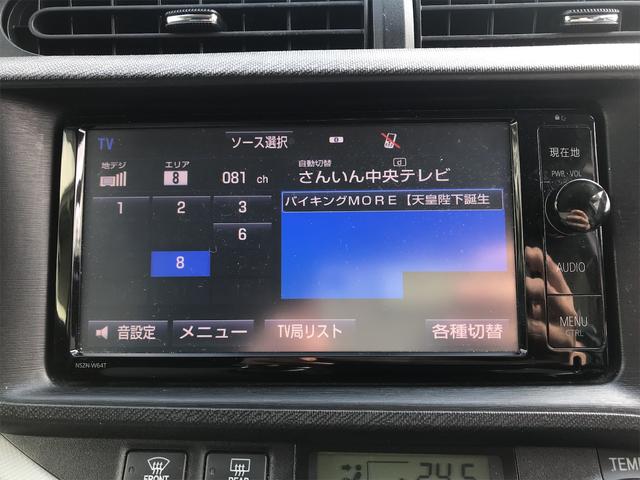 TV
ソース選択
地デジ
エリア
8
081 ch
自動切替
d
さんいん中央テレビ
バイキングMORE【天皇陛下誕生
1
2
3
6
8
音設定
メニュー
TV局リスト
各種切替
NSZN-W64T
現在地
PWR・VOL
AUDIO
MENU
CTRL
FRONT
REAR
24.5
TEM